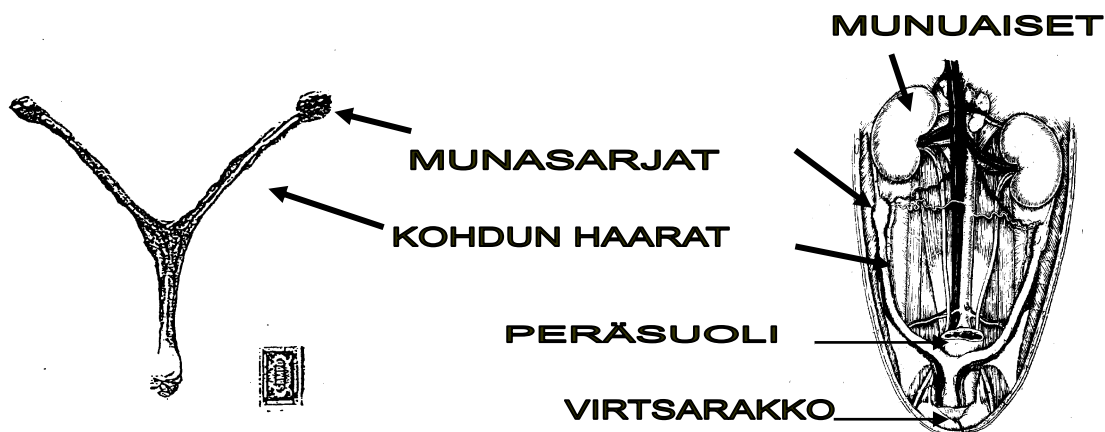 MUNUAISET
MUNASARJAT
KOHDUN HAARAT
PERÄSUOLI
VIRTSARAKKO